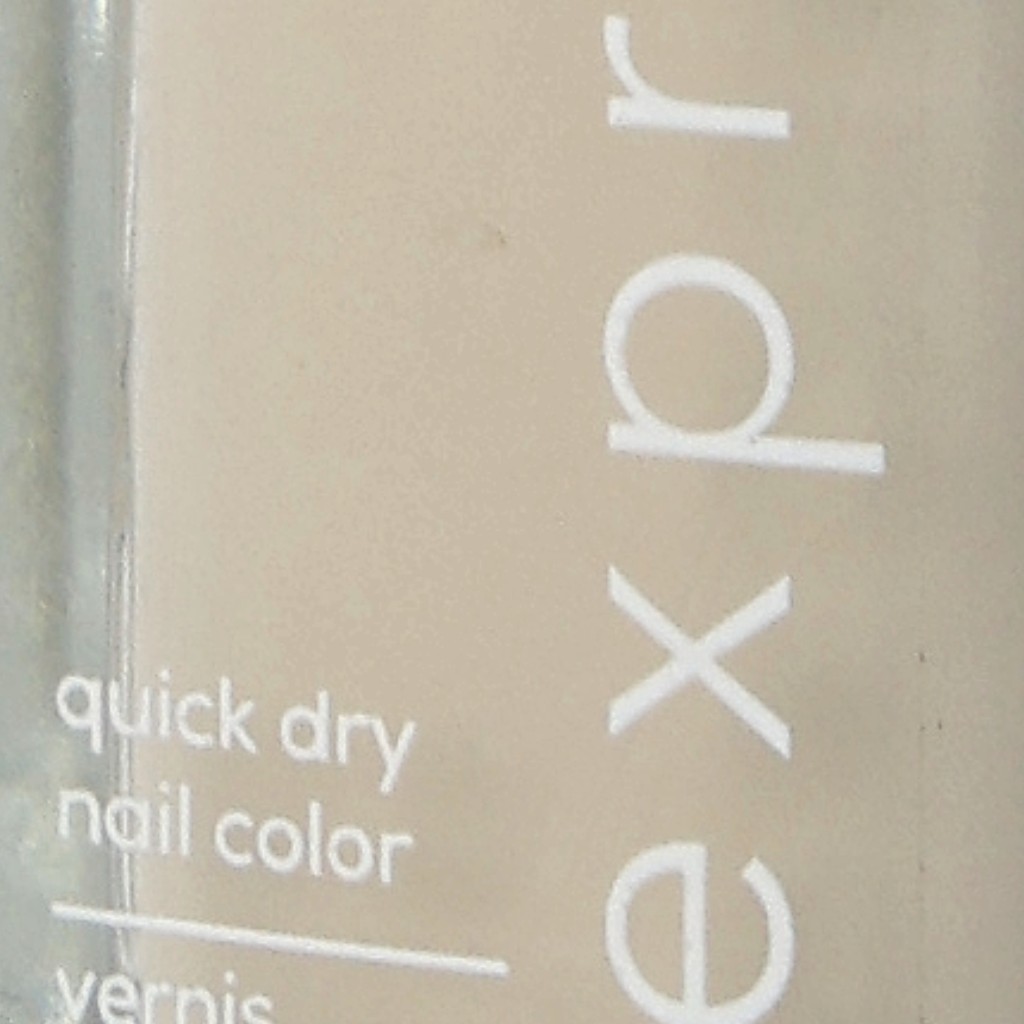 expr
quick dry
nail color
vernis